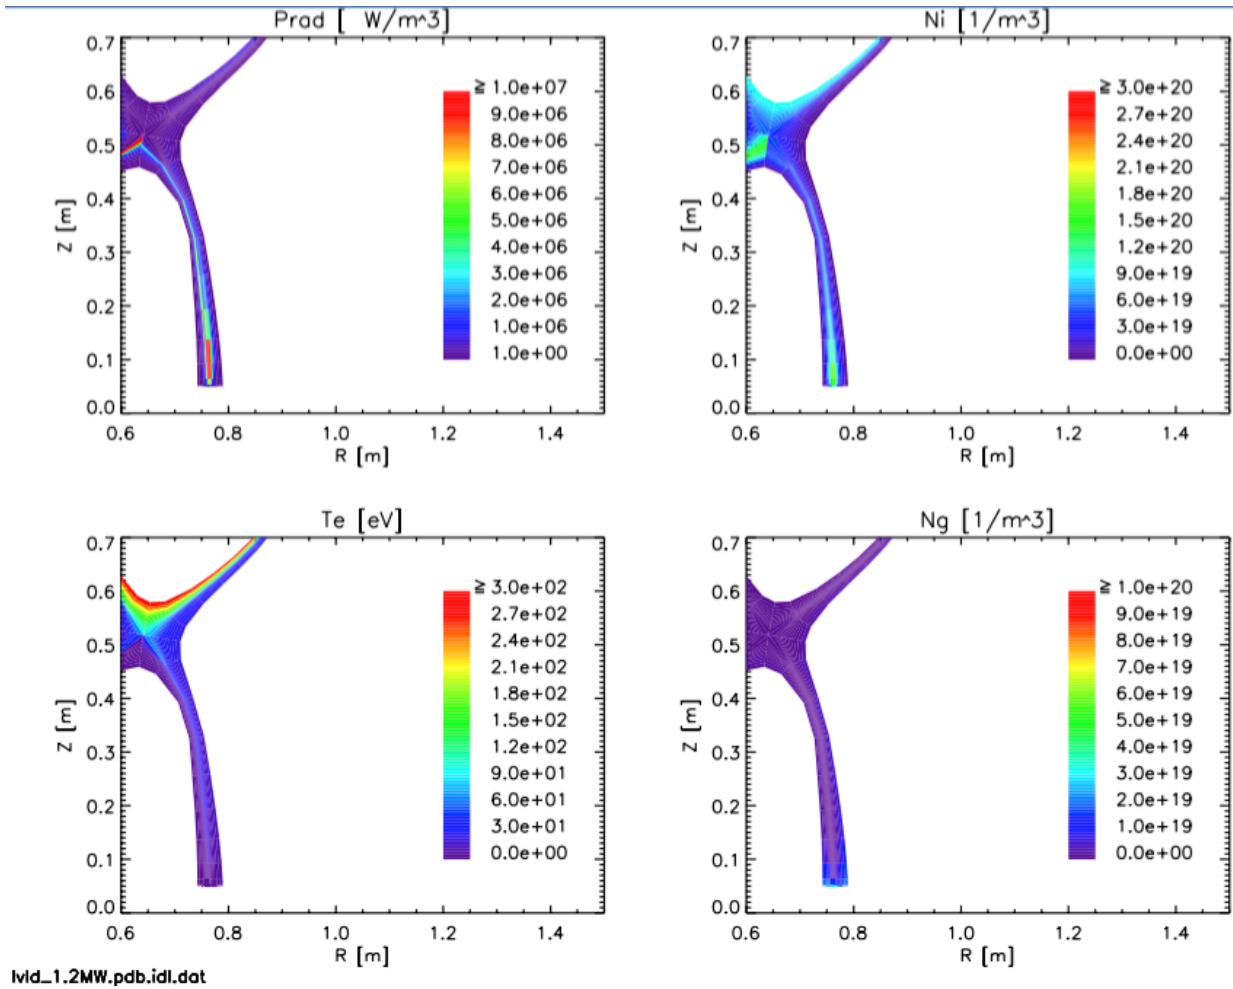 Prad [ W/m^3]
0.7
0.6
0.5
0.4
0.3
0.2
0.1
0.0
Z [m]
0.6 0.8 1.0 1.2 1.4
R [m]
≥ 1.0e+07
9.0e+06
8.0e+06
7.0e+06
6.0e+06
5.0e+06
4.0e+06
3.0e+06
2.0e+06
1.0e+06
1.0e+00
Ni [1/m^3]
0.7
0.6
0.5
0.4
0.3
0.2
0.1
0.0
Z [m]
0.6 0.8 1.0 1.2 1.4
R [m]
≥ 3.0e+20
2.7e+20
2.4e+20
2.1e+20
1.8e+20
1.5e+20
1.2e+20
9.0e+19
6.0e+19
3.0e+19
0.0e+00
Te [eV]
0.7
0.6
0.5
0.4
0.3
0.2
0.1
0.0
Z [m]
0.6 0.8 1.0 1.2 1.4
R [m]
≥ 3.0e+02
2.7e+02
2.4e+02
2.1e+02
1.8e+02
1.5e+02
1.2e+02
9.0e+01
6.0e+01
3.0e+01
0.0e+00
Ng [1/m^3]
0.7
0.6
0.5
0.4
0.3
0.2
0.1
0.0
Z [m]
0.6 0.8 1.0 1.2 1.4
R [m]
≥ 1.0e+20
9.0e+19
8.0e+19
7.0e+19
6.0e+19
5.0e+19
4.0e+19
3.0e+19
2.0e+19
1.0e+19
0.0e+00
lvld_1.2MW.pdb.idl.dat